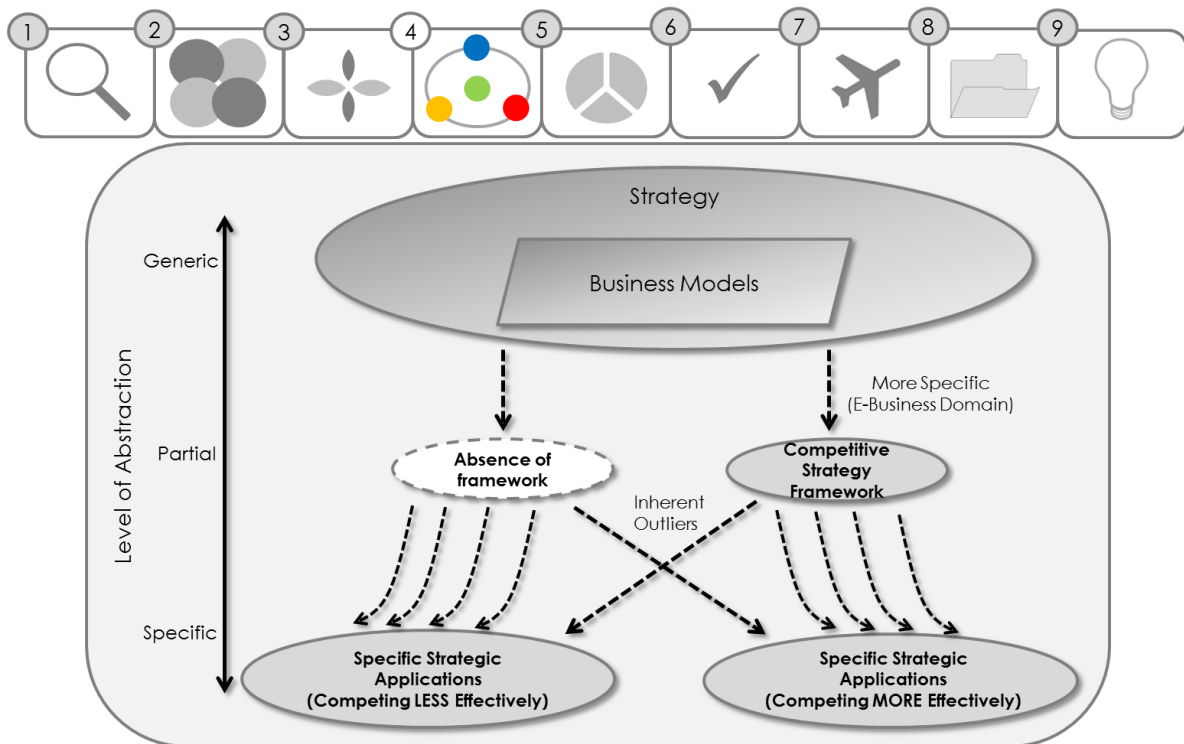 1
2
3
4
5
6
7
8
9
Strategy
Generic
Business Models
More Specific
(E-Business Domain)
Level of Abstraction
Partial
Absence of
framework
Competitive
Strategy
Framework
Inherent
Outliers
Specific
Specific Strategic
Applications
(Competing LESS Effectively)
Specific Strategic
Applications
(Competing MORE Effectively)